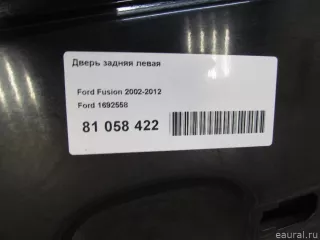 Дверь задняя левая
Ford Fusion 2002-2012
Ford 1692558
81 058 422
eaural.ru